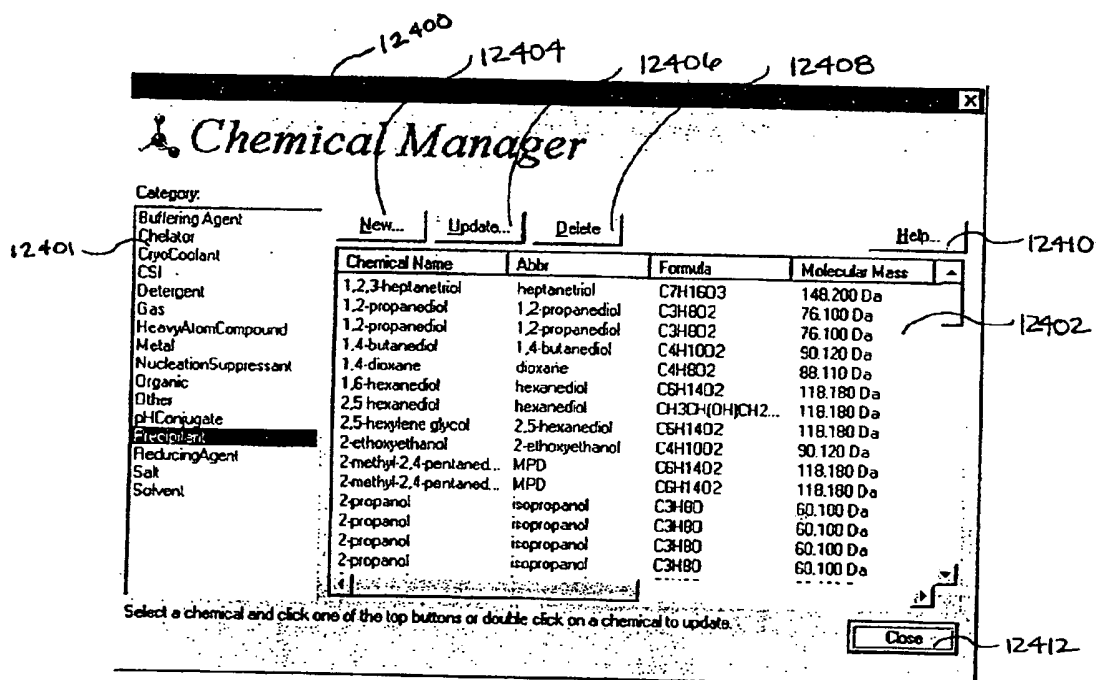 12400
12404
12406
12408
Chemical Manager
Category:
Buffering Agent
Chelator
CryoCoolant
CSI
Detergent
Gas
HeavyAtomCompound
Metal
NucleationSuppressant
Organic
Other
pHConjugate
Precipitant
ReducingAgent
Salt
Solvent
12401
New... Update... Delete Help...
12410
Chemical Name Abbr Formula Molecular Mass
1,2,3-heptanetriol heptanetriol C7H16O3 148.200 Da
1,2-propanediol 1,2-propanediol C3H8O2 76.100 Da
1,2-propanediol 1,2-propanediol C3H8O2 76.100 Da
1,4-butanediol 1,4-butanediol C4H10O2 90.120 Da
1,4-dioxane dioxane C4H8O2 88.110 Da
1,6-hexanediol hexanediol C6H14O2 118.180 Da
2,5 hexanediol hexanediol CH3CH(OH)CH2... 118.180 Da
2,5-hexylene glycol 2,5-hexanediol C6H14O2 118.180 Da
2-ethoxyethanol 2-ethoxyethanol C4H10O2 90.120 Da
2-methyl-2,4-pentaned... MPD C6H14O2 118.180 Da
2-methyl-2,4-pentaned... MPD C6H14O2 118.180 Da
2-propanol isopropanol C3H8O 60.100 Da
2-propanol isopropanol C3H8O 60.100 Da
2-propanol isopropanol C3H8O 60.100 Da
2-propanol isopropanol C3H8O 60.100 Da
12402
Select a chemical and click one of the top buttons or double click on a chemical to update.
Close
12412